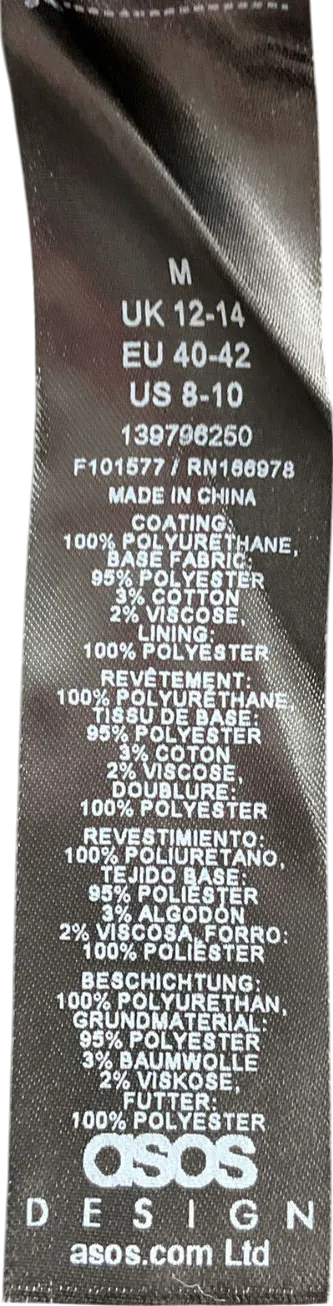 M
UK 12-14
EU 40-42
US 8-10
139796250
F101577 / RN166978
MADE IN CHINA
COATING:
100% POLYURETHANE,
BASE FABRIC:
95% POLYESTER
3% COTTON
2% VISCOSE,
LINING:
100% POLYESTER
REVÊTEMENT:
100% POLYURÉTHANE,
TISSU DE BASE:
95% POLYESTER
3% COTON
2% VISCOSE,
DOUBLURE:
100% POLYESTER
REVESTIMIENTO:
100% POLIURETANO,
TEJIDO BASE:
95% POLIÉSTER
3% ALGODÓN
2% VISCOSA, FORRO:
100% POLIÉSTER
BESCHICHTUNG:
100% POLYURETHAN,
GRUNDMATERIAL:
95% POLYESTER
3% BAUMWOLLE
2% VISKOSE,
FUTTER:
100% POLYESTER
asos
DESIGN
asos.com Ltd